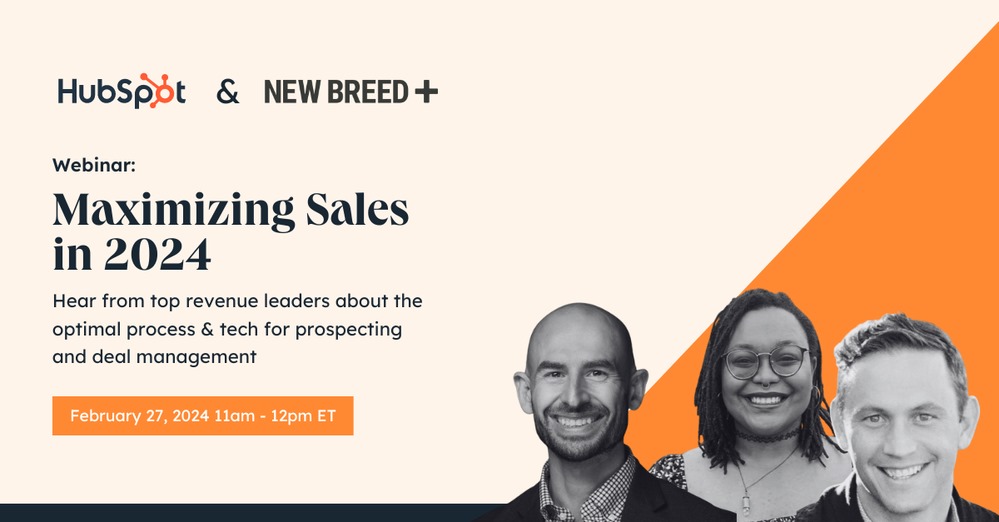 HubSpot & NEW BREED +
Webinar:
Maximizing Sales
in 2024
Hear from top revenue leaders about the
optimal process & tech for prospecting
and deal management
February 27, 2024 11am - 12pm ET